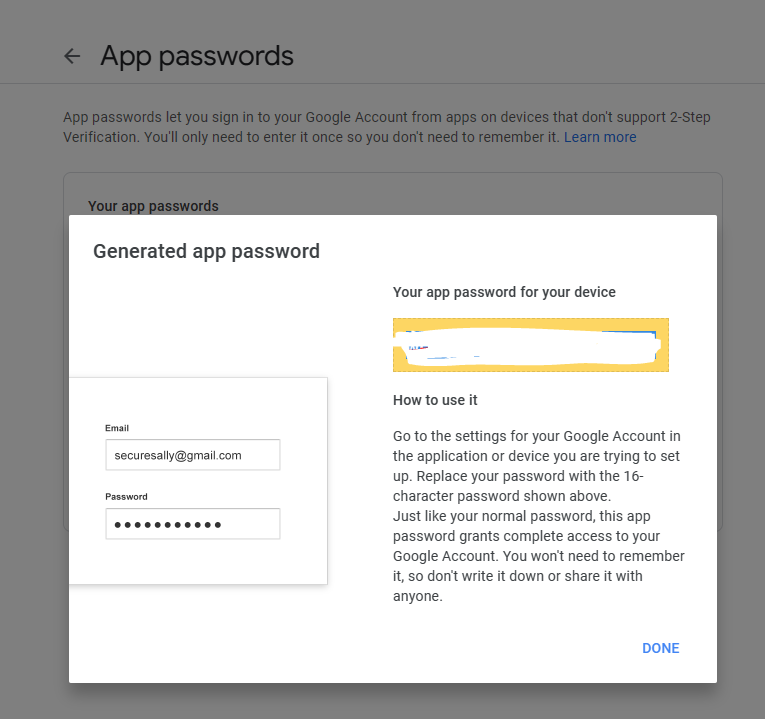 App passwords
App passwords let you sign in to your Google Account from apps on devices that don't support 2-Step
Verification. You'll only need to enter it once so you don't need to remember it. Learn more
Your app passwords
Generated app password
Your app password for your device
How to use it
Go to the settings for your Google Account in
the application or device you are trying to set
up. Replace your password with the 16-
character password shown above.
Just like your normal password, this app
password grants complete access to your
Google Account. You won't need to remember
it, so don't write it down or share it with
anyone.
Email
securesally@gmail.com
Password
DONE